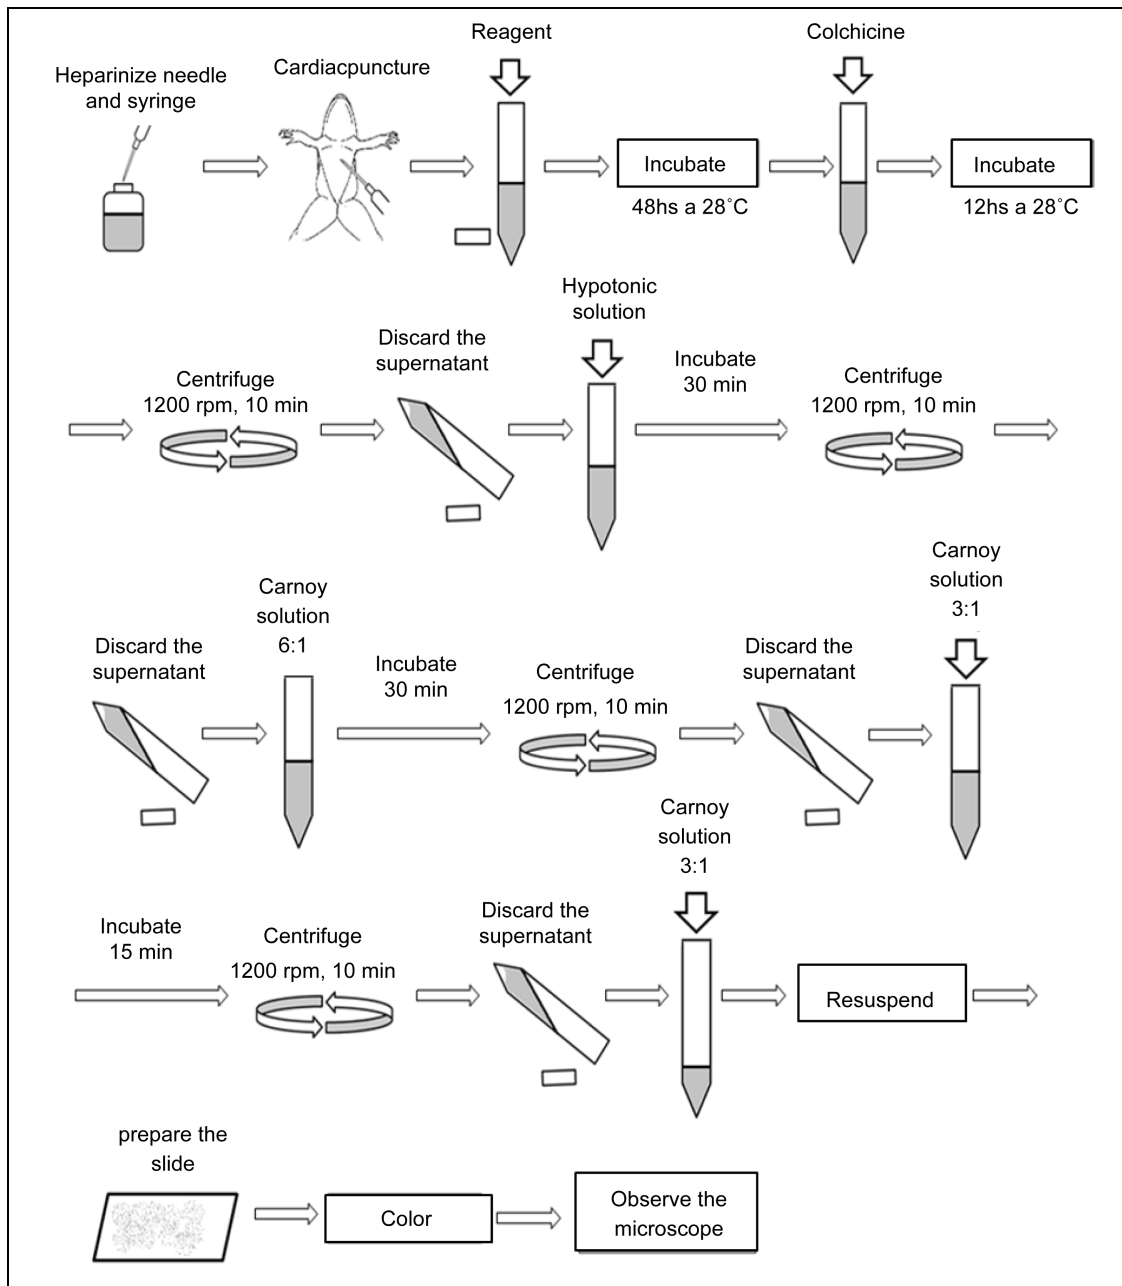 Reagent
Colchicine
Heparinize needle
and syringe
Cardiacpuncture
Incubate
48hs a 28˚C
Incubate
12hs a 28˚C
Hypotonic
solution
Discard the
supernatant
Incubate
30 min
Centrifuge
1200 rpm, 10 min
Centrifuge
1200 rpm, 10 min
Carnoy
solution
3:1
Carnoy
solution
6:1
Discard the
supernatant
Incubate
30 min
Centrifuge
1200 rpm, 10 min
Discard the
supernatant
Carnoy
solution
3:1
Incubate
15 min
Centrifuge
1200 rpm, 10 min
Discard the
supernatant
Resuspend
prepare the
slide
Color
Observe the
microscope